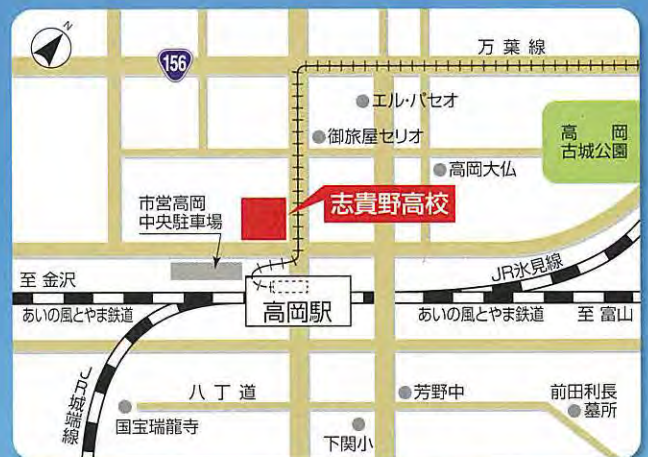 N
156
万葉線
エル・パセオ
御旅屋セリオ
高岡
古城公園
高岡大仏
市営高岡
中央駐車場
志貴野高校
至 金沢
JR氷見線
あいの風とやま鉄道
高岡駅
あいの風とやま鉄道
至 富山
JR城端線
八丁道
芳野中
前田利長
墓所
国宝瑞龍寺
下関小